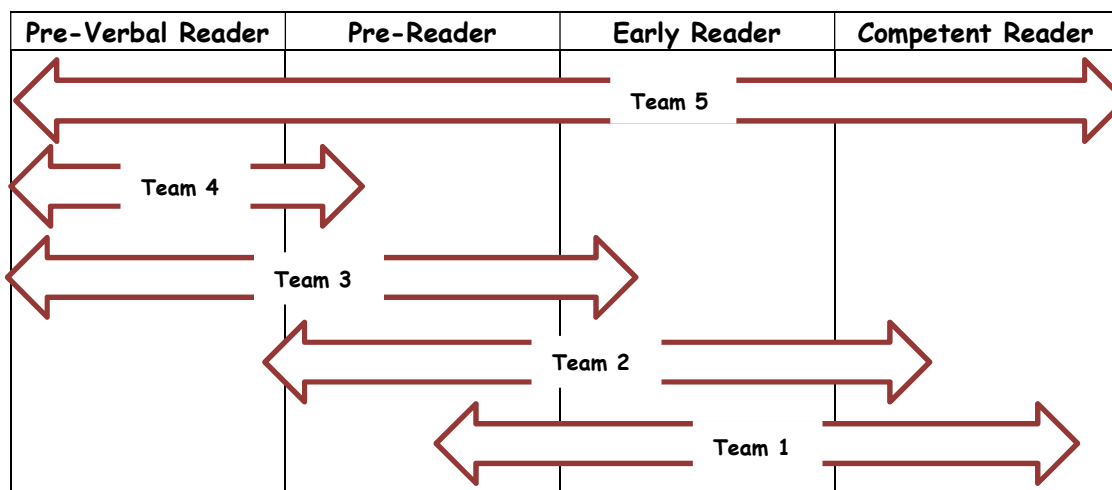 Pre-Verbal Reader Pre-Reader Early Reader Competent Reader
Team 5
Team 4
Team 3
Team 2
Team 1